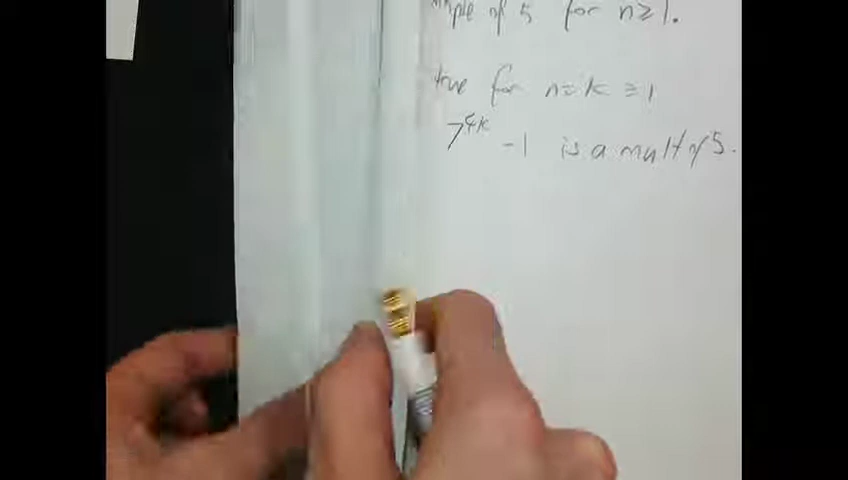 of 5 for n≥1.
true for n=k≥1
7^{4k} -1 is a mult of 5.